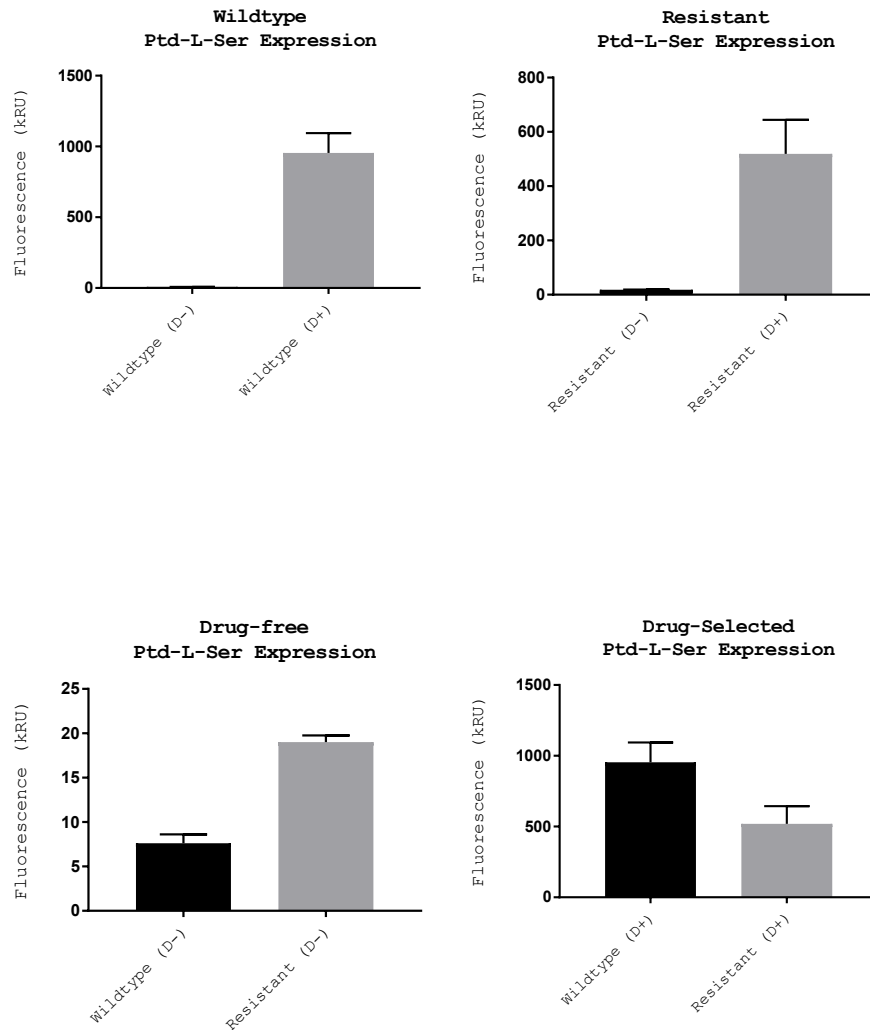 Wildtype
Ptd-L-Ser Expression
Fluorescence (kRU)
1500
1000
500
0
Wildtype (D-)
Wildtype (D+)
Resistant
Ptd-L-Ser Expression
Fluorescence (kRU)
800
600
400
200
0
Resistant (D-)
Resistant (D+)
Drug-free
Ptd-L-Ser Expression
Fluorescence (kRU)
25
20
15
10
5
0
Wildtype (D-)
Resistant (D-)
Drug-Selected
Ptd-L-Ser Expression
Fluorescence (kRU)
1500
1000
500
0
Wildtype (D+)
Resistant (D+)